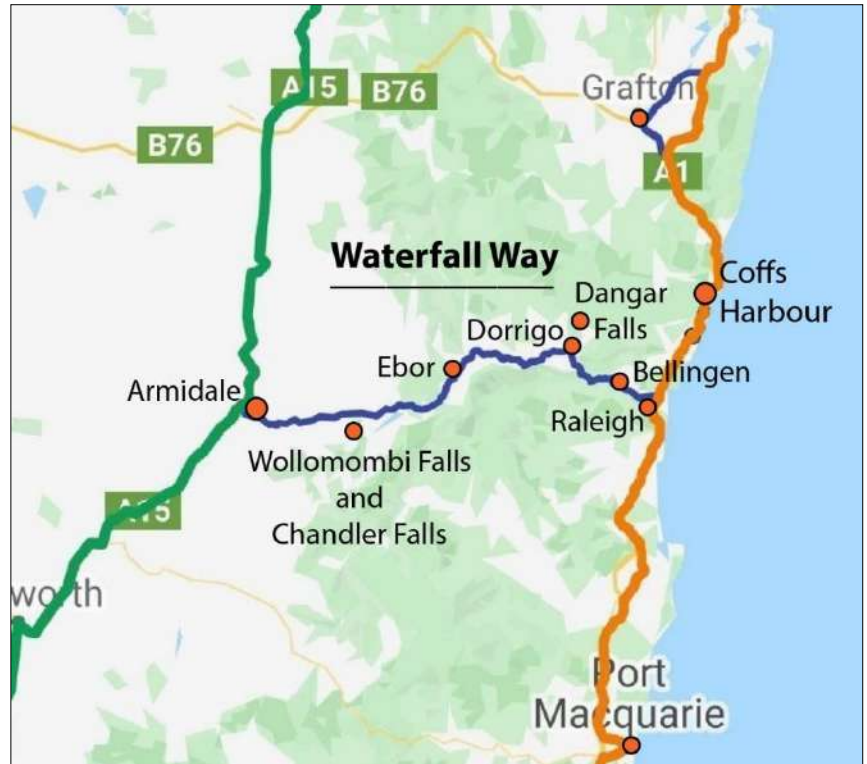 A15
B76
B76
Grafton
A1
Waterfall Way
Coffs
Harbour
Dangar
Falls
Dorrigo
Ebor
Bellingen
Armidale
Raleigh
Wollomombi Falls
and
Chandler Falls
A15
worth
Port
Macquarie